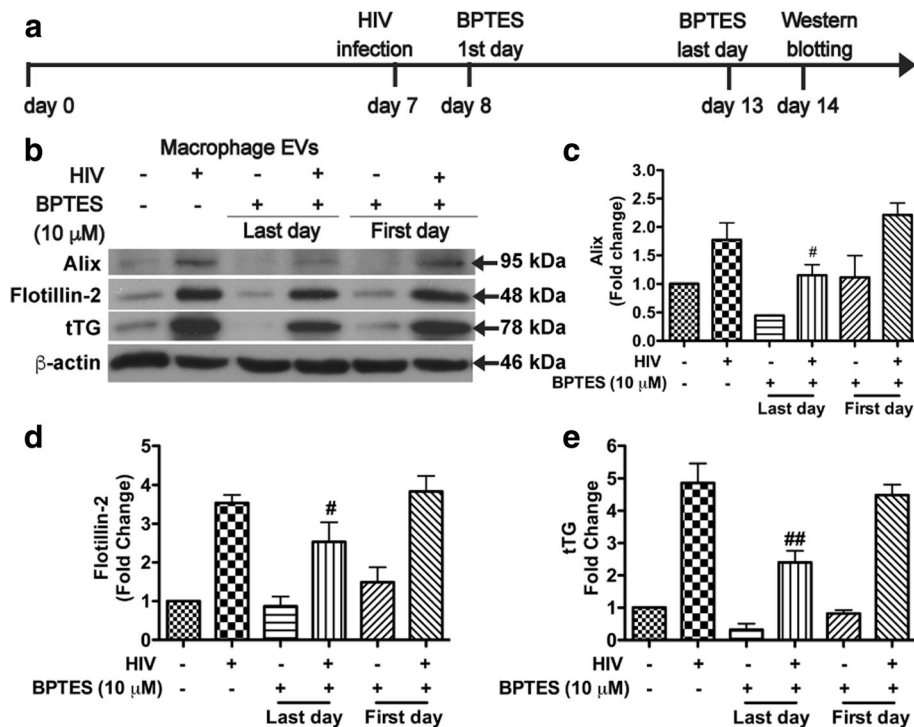 a
HIV infection
BPTES 1st day
BPTES last day
Western blotting
day 0
day 7
day 8
day 13
day 14
b
Macrophage EVs
HIV - + - + - +
BPTES - - + + + +
(10 μM) Last day First day
Alix 95 kDa
Flotillin-2 48 kDa
tTG 78 kDa
β-actin 46 kDa
c
Alix
(Fold change)
2.5
2.0
1.5
1.0
0.5
0.0
#
HIV - + - + - +
BPTES (10 μM) - - + + + +
Last day First day
d
Flotillin-2
(Fold Change)
5
4
3
2
1
0
#
HIV - + - + - +
BPTES (10 μM) - - + + + +
Last day First day
e
tTG
Fold Change
6
5
4
3
2
1
0
##
HIV - + - + - +
BPTES (10 μM) - - + + + +
Last day First day